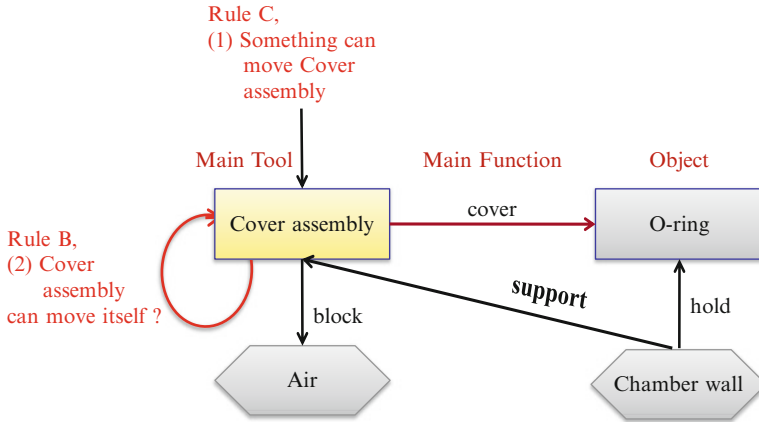 Rule C,
(1) Something can
move Cover
assembly
Main Tool
Main Function
Object
Cover assembly
cover
O-ring
Rule B,
(2) Cover
assembly
can move itself ?
block
support
hold
Air
Chamber wall